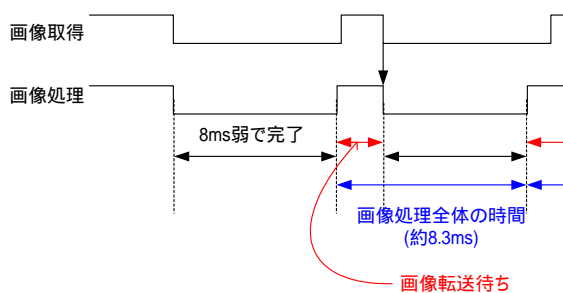 画像取得
画像処理
8ms弱で完了
画像処理全体の時間
(約8.3ms)
画像転送待ち